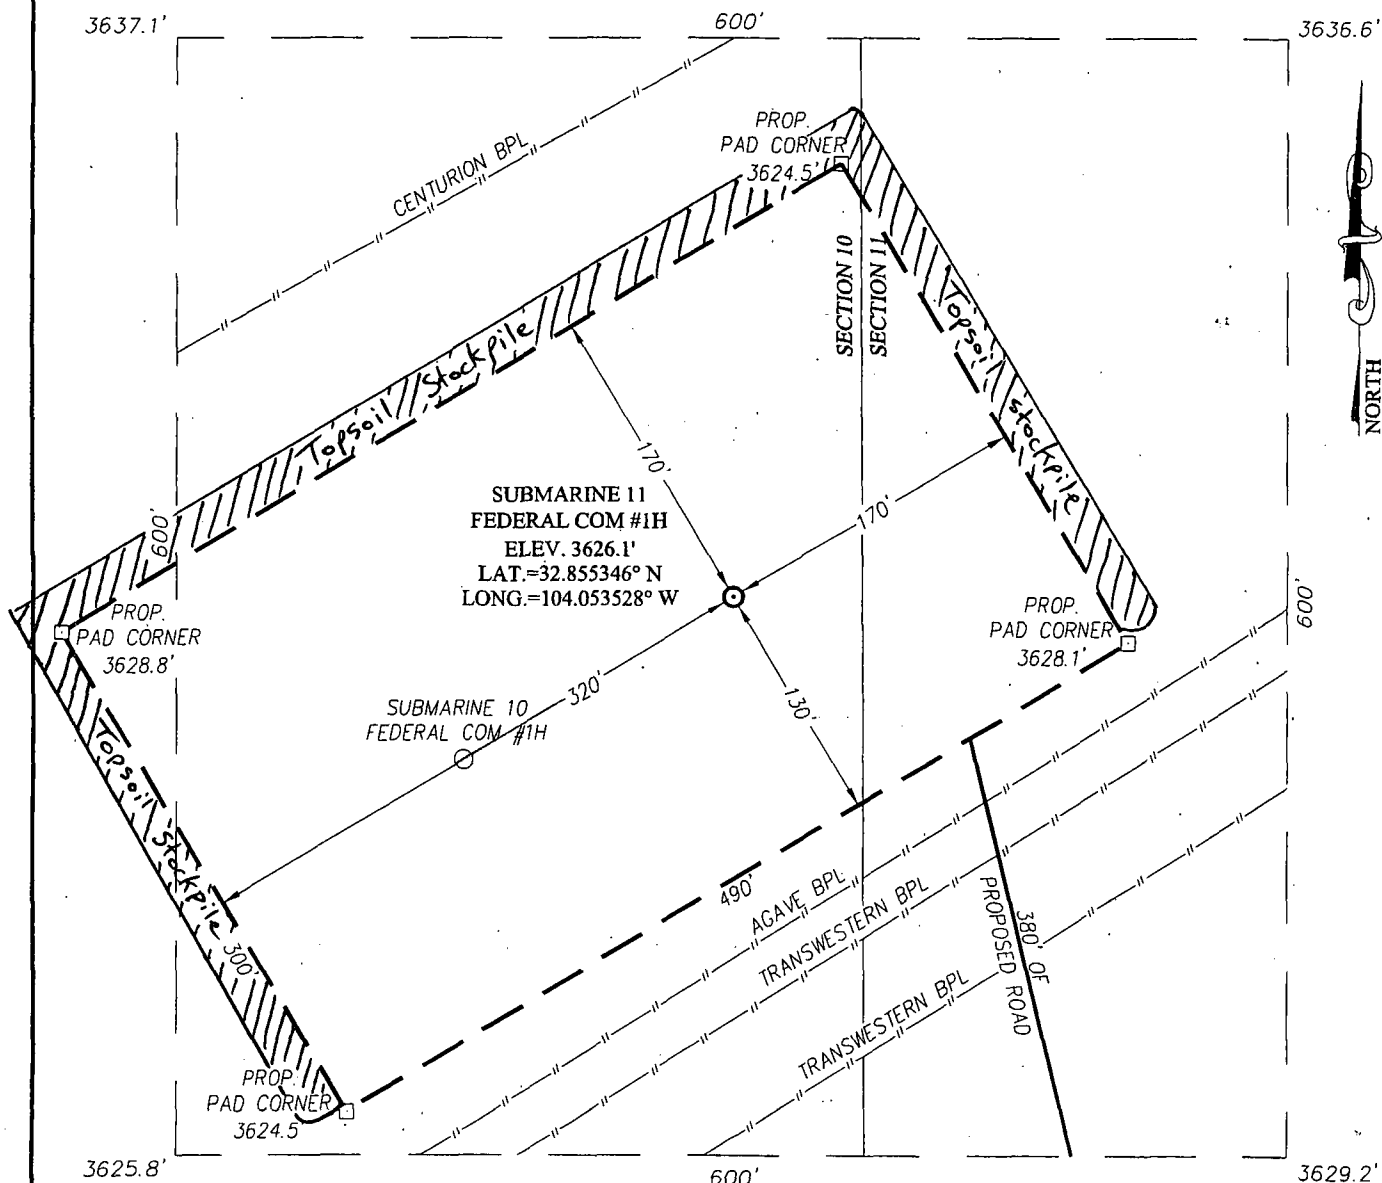 3637.1'
600'
3636.6'
CENTURION BPL
PROP.
PAD CORNER
3624.5'
SECTION 10
SECTION 11
NORTH
Topsoil Stockpile
Topsoil stockpile
170'
170'
SUBMARINE 11
FEDERAL COM #1H
ELEV. 3626.1'
LAT.=32.855346° N
LONG.=104.053528° W
600'
PROP.
PAD CORNER
3628.8'
PROP.
PAD CORNER
3628.1'
600'
SUBMARINE 10
FEDERAL COM #1H
320'
130'
Topsoil Stockpile
300'
490'
AGAVE BPL
TRANSWESTERN BPL
TRANSWESTERN BPL
380' OF
PROPOSED ROAD
PROP.
PAD CORNER
3624.5
3625.8'
600'
3629.2'